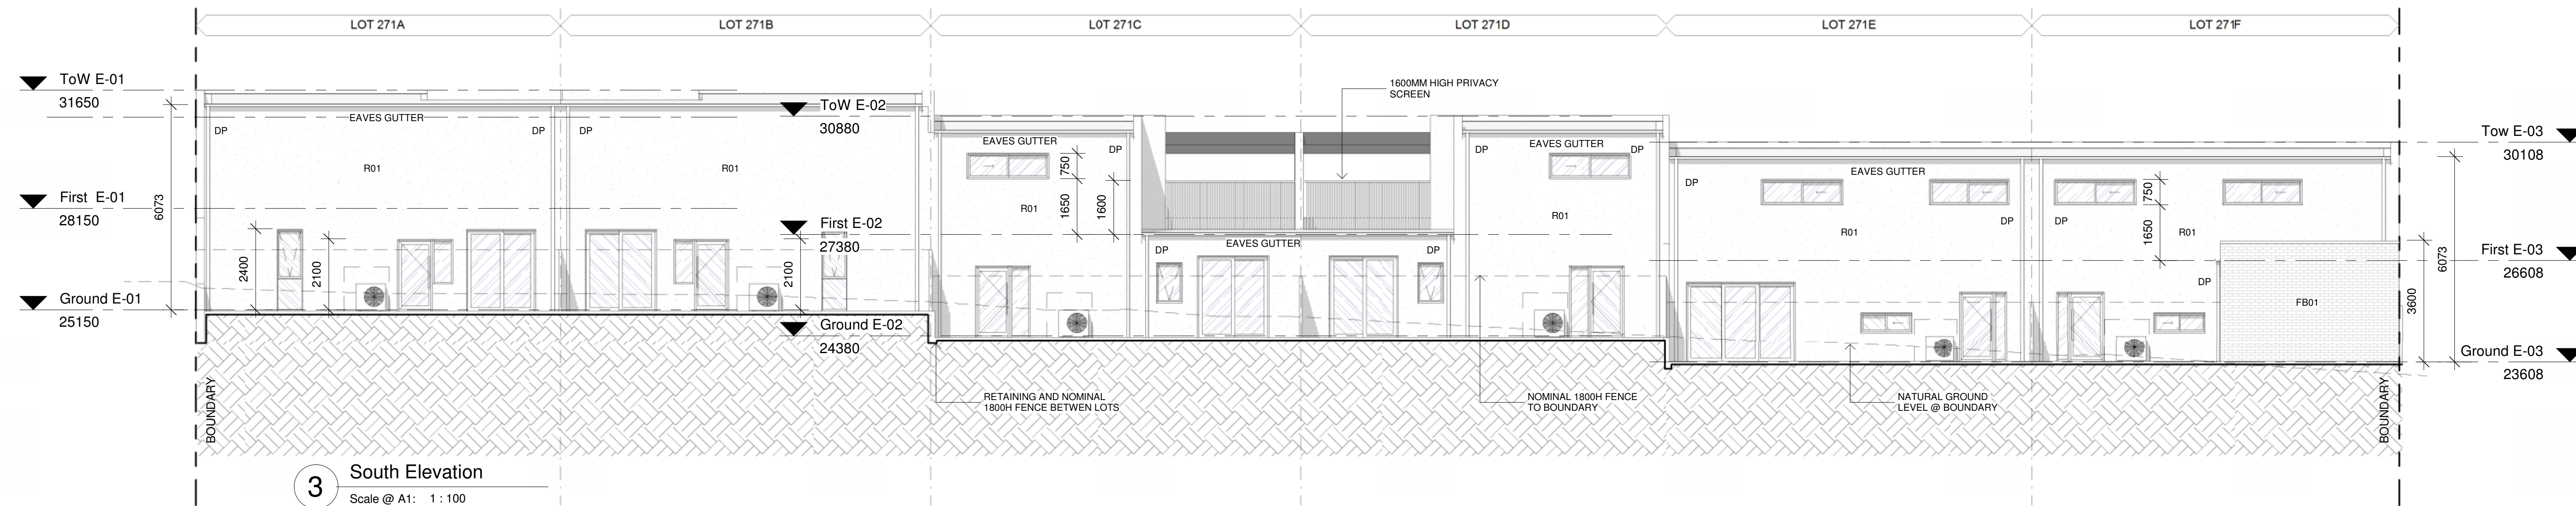 LOT 271A
LOT 271B
L0T 271C
LOT 271D
LOT 271E
LOT 271F
ToW E-01
31650
First E-01
28150
Ground E-01
25150
6073
EAVES GUTTER
DP
DP
DP
R01
R01
2400
2100
2100
ToW E-02
30880
First E-02
27380
Ground E-02
24380
EAVES GUTTER
DP
750
1650
1600
R01
1600MM HIGH PRIVACY
SCREEN
EAVES GUTTER
DP
DP
DP
EAVES GUTTER
DP
R01
EAVES GUTTER
DP
DP
DP
R01
750
1650
R01
DP
FB01
Tow E-03
30108
First E-03
26608
Ground E-03
23608
6073
3600
BOUNDARY
RETAINING AND NOMINAL
1800H FENCE BETWEN LOTS
NOMINAL 1800H FENCE
TO BOUNDARY
NATURAL GROUND
LEVEL @ BOUNDARY
BOUNDARY
3
South Elevation
Scale @ A1: 1 : 100